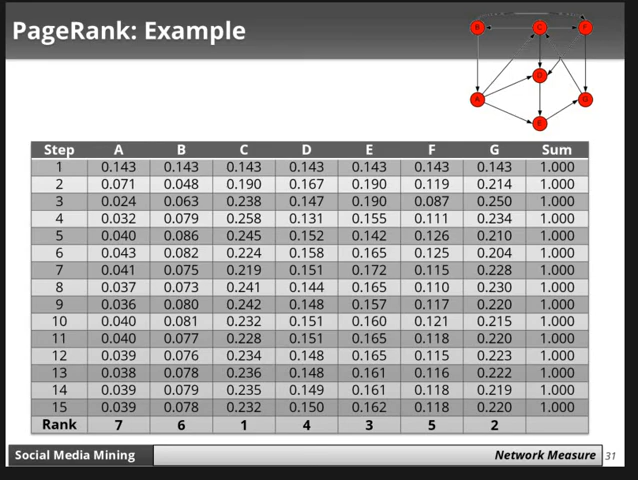 PageRank: Example
B C F
D
A G
E
Step A B C D E F G Sum
1 0.143 0.143 0.143 0.143 0.143 0.143 0.143 1.000
2 0.071 0.048 0.190 0.167 0.190 0.119 0.214 1.000
3 0.024 0.063 0.238 0.147 0.190 0.087 0.250 1.000
4 0.032 0.079 0.258 0.131 0.155 0.111 0.234 1.000
5 0.040 0.086 0.245 0.152 0.142 0.126 0.210 1.000
6 0.043 0.082 0.224 0.158 0.165 0.125 0.204 1.000
7 0.041 0.075 0.219 0.151 0.172 0.115 0.228 1.000
8 0.037 0.073 0.241 0.144 0.165 0.110 0.230 1.000
9 0.036 0.080 0.242 0.148 0.157 0.117 0.220 1.000
10 0.040 0.081 0.232 0.151 0.160 0.121 0.215 1.000
11 0.040 0.077 0.228 0.151 0.165 0.118 0.220 1.000
12 0.039 0.076 0.234 0.148 0.165 0.115 0.223 1.000
13 0.038 0.078 0.236 0.148 0.161 0.116 0.222 1.000
14 0.039 0.079 0.235 0.149 0.161 0.118 0.219 1.000
15 0.039 0.078 0.232 0.150 0.162 0.118 0.220 1.000
Rank 7 6 1 4 3 5 2
Social Media Mining Network Measure 31